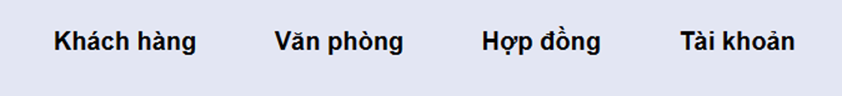 Khách hàng Văn phòng Hợp đồng Tài khoản